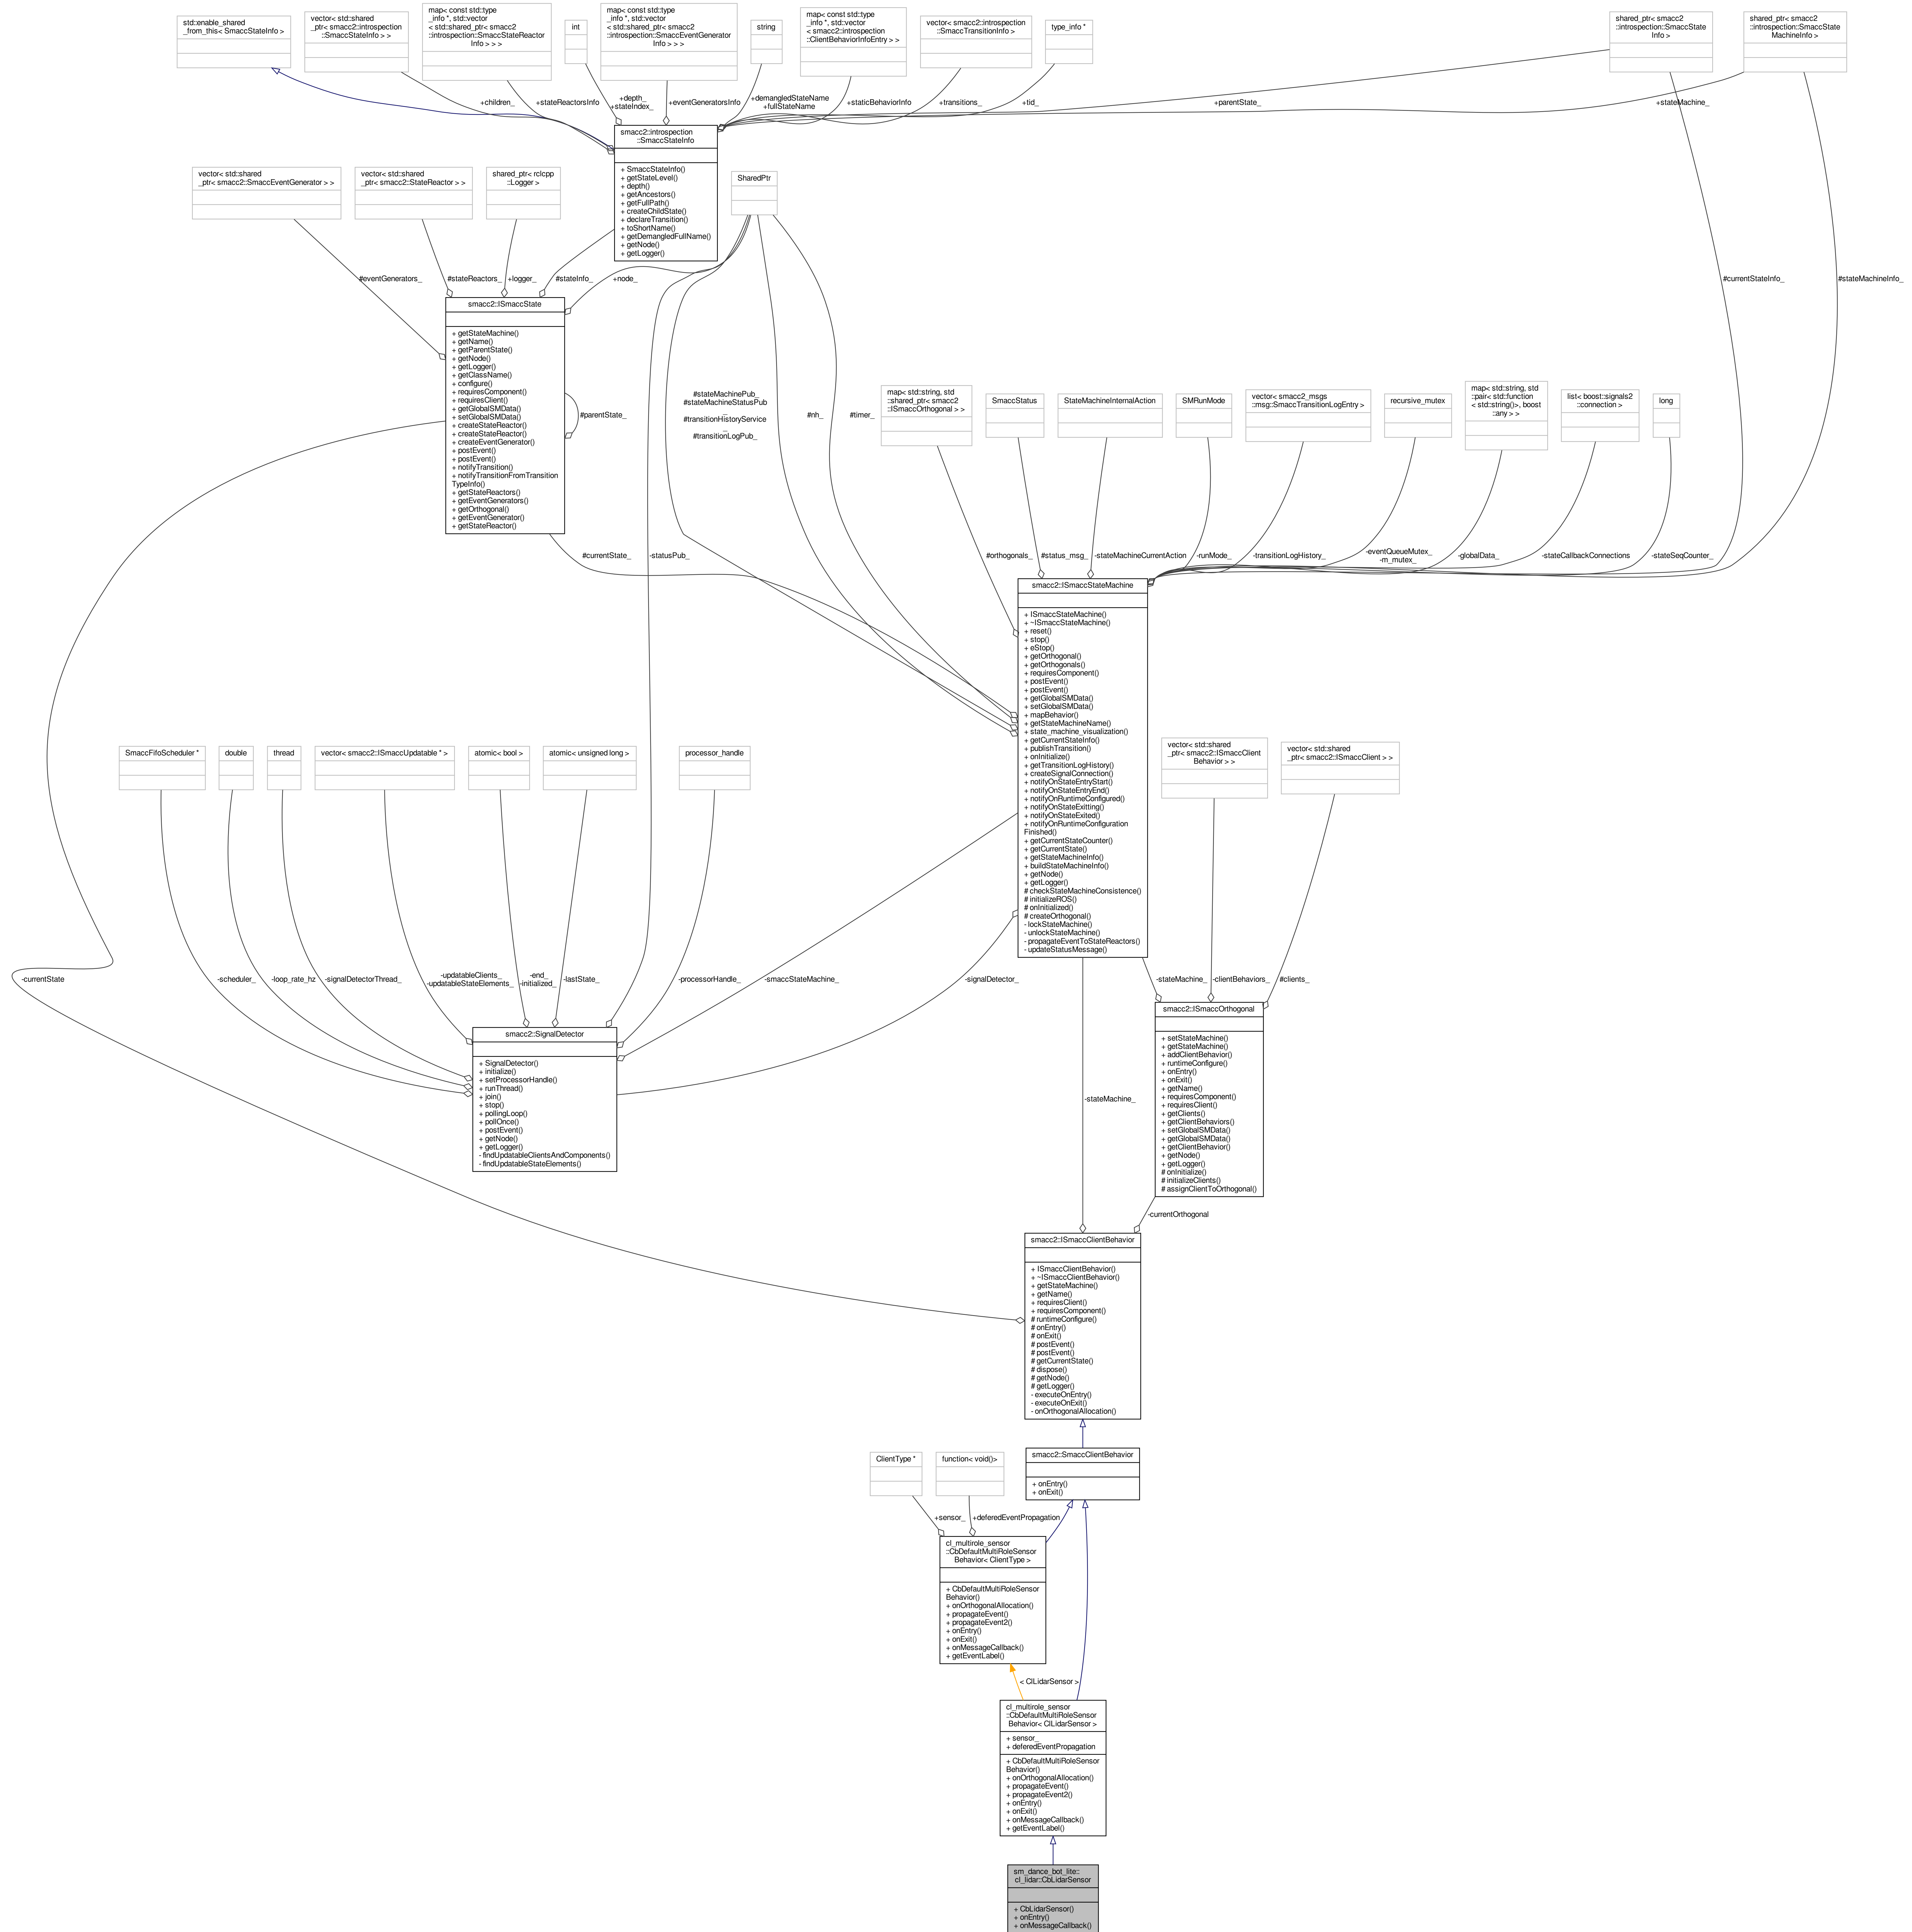 std::enable_shared
_from_this< SmaccStateInfo >
vector< std::shared
_ptr< smacc2::introspection
::SmaccStateInfo > >
map< const std::type
_info *, std::vector
< std::shared_ptr< smacc2
::introspection::SmaccStateReactor
Info > > >
int
map< const std::type
_info *, std::vector
< std::shared_ptr< smacc2
::introspection::SmaccEventGenerator
Info > > >
string
map< const std::type
_info *, std::vector
< smacc2::introspection
::ClientBehaviorInfoEntry > >
vector< smacc2::introspection
::SmaccTransitionInfo >
type_info *
shared_ptr< smacc2
::introspection::SmaccState
Info >
shared_ptr< smacc2
::introspection::SmaccState
MachineInfo >
+children_
+stateReactorsInfo
+depth_
+stateIndex_
+eventGeneratorsInfo
+demangledStateName
+fullStateName
+staticBehaviorInfo
+transitions_
+tid_
+parentState_
+stateMachine_
smacc2::introspection
::SmaccStateInfo
+ SmaccStateInfo()
+ getStateLevel()
+ depth()
+ getAncestors()
+ getFullPath()
+ createChildState()
+ declareTransition()
+ toShortName()
+ getDemangledFullName()
+ getNode()
+ getLogger()
vector< std::shared
_ptr< smacc2::SmaccEventGenerator > >
vector< std::shared
_ptr< smacc2::StateReactor > >
shared_ptr< rclcpp
::Logger >
SharedPtr
#eventGenerators_
#stateReactors_
+logger_
#stateInfo_
+node_
#currentStateInfo_
#stateMachineInfo_
smacc2::ISmaccState
+ getStateMachine()
+ getName()
+ getParentState()
+ getNode()
+ getLogger()
+ getClassName()
+ configure()
+ requiresComponent()
+ requiresClient()
+ getGlobalSMData()
+ setGlobalSMData()
+ createStateReactor()
+ createStateReactor()
+ createEventGenerator()
+ postEvent()
+ postEvent()
+ notifyTransition()
+ notifyTransitionFromTransition
TypeInfo()
+ getStateReactors()
+ getEventGenerators()
+ getOrthogonal()
+ getEventGenerator()
+ getStateReactor()
#parentState_
#stateMachinePub_
#stateMachineStatusPub
_
#transitionHistoryService
_
#transitionLogPub_
#nh_
#timer_
map< std::string, std
::shared_ptr< smacc2
::ISmaccOrthogonal > >
SmaccStatus
StateMachineInternalAction
SMRunMode
vector< smacc2_msgs
::msg::SmaccTransitionLogEntry >
recursive_mutex
map< std::string, std
::pair< std::function
< std::string()>, boost
::any > >
list< boost::signals2
::connection >
long
#currentState_
-statusPub_
#orthogonals_
#status_msg_
-stateMachineCurrentAction
-runMode_
-transitionLogHistory_
-eventQueueMutex_
-m_mutex_
-globalData_
-stateCallbackConnections
-stateSeqCounter_
smacc2::ISmaccStateMachine
+ ISmaccStateMachine()
+ ~ISmaccStateMachine()
+ reset()
+ stop()
+ eStop()
+ getOrthogonal()
+ getOrthogonals()
+ requiresComponent()
+ postEvent()
+ postEvent()
+ getGlobalSMData()
+ setGlobalSMData()
+ mapBehavior()
+ getStateMachineName()
+ state_machine_visualization()
+ getCurrentStateInfo()
+ publishTransition()
+ onInitialize()
+ getTransitionLogHistory()
+ createSignalConnection()
+ notifyOnStateEntryStart()
+ notifyOnStateEntryEnd()
+ notifyOnRuntimeConfigured()
+ notifyOnStateExitting()
+ notifyOnStateExited()
+ notifyOnRuntimeConfiguration
Finished()
+ getCurrentStateCounter()
+ getCurrentState()
+ getStateMachineInfo()
+ buildStateMachineInfo()
+ getNode()
+ getLogger()
# checkStateMachineConsistence()
# initializeROS()
# onInitialized()
# createOrthogonal()
- lockStateMachine()
- unlockStateMachine()
- propagateEventToStateReactors()
- updateStatusMessage()
SmaccFifoScheduler *
double
thread
vector< smacc2::ISmaccUpdatable * >
atomic< bool >
atomic< unsigned long >
processor_handle
vector< std::shared
_ptr< smacc2::ISmaccClient
Behavior > >
vector< std::shared
_ptr< smacc2::ISmaccClient > >
-currentState
-scheduler_
-loop_rate_hz
-signalDetectorThread_
-updatableClients_
-updatableStateElements_
-end_
-initialized_
-lastState_
-processorHandle_
-smaccStateMachine_
-signalDetector_
-stateMachine_
-clientBehaviors_
#clients_
smacc2::SignalDetector
+ SignalDetector()
+ initialize()
+ setProcessorHandle()
+ runThread()
+ join()
+ stop()
+ pollingLoop()
+ pollOnce()
+ postEvent()
+ getNode()
+ getLogger()
- findUpdatableClientsAndComponents()
- findUpdatableStateElements()
smacc2::ISmaccOrthogonal
+ setStateMachine()
+ getStateMachine()
+ addClientBehavior()
+ runtimeConfigure()
+ onEntry()
+ onExit()
+ getName()
+ requiresComponent()
+ requiresClient()
+ getClients()
+ getClientBehaviors()
+ setGlobalSMData()
+ getGlobalSMData()
+ getClientBehavior()
+ getNode()
+ getLogger()
# onInitialize()
# initializeClients()
# assignClientToOrthogonal()
-stateMachine_
-currentOrthogonal
smacc2::ISmaccClientBehavior
+ ISmaccClientBehavior()
+ ~ISmaccClientBehavior()
+ getStateMachine()
+ getName()
+ requiresClient()
+ requiresComponent()
# runtimeConfigure()
# onEntry()
# onExit()
# postEvent()
# postEvent()
# getCurrentState()
# dispose()
# getNode()
# getLogger()
- executeOnEntry()
- executeOnExit()
- onOrthogonalAllocation()
ClientType *
function< void()>
smacc2::SmaccClientBehavior
+ onEntry()
+ onExit()
+sensor_
+deferedEventPropagation
cl_multirole_sensor
::CbDefaultMultiRoleSensor
Behavior< ClientType >
+ CbDefaultMultiRoleSensor
Behavior()
+ onOrthogonalAllocation()
+ propagateEvent()
+ propagateEvent2()
+ onEntry()
+ onExit()
+ onMessageCallback()
+ getEventLabel()
< ClLidarSensor >
cl_multirole_sensor
::CbDefaultMultiRoleSensor
Behavior< ClLidarSensor >
+ sensor_
+ deferedEventPropagation
+ CbDefaultMultiRoleSensor
Behavior()
+ onOrthogonalAllocation()
+ propagateEvent()
+ propagateEvent2()
+ onEntry()
+ onExit()
+ onMessageCallback()
+ getEventLabel()
sm_dance_bot_lite::
cl_lidar::CbLidarSensor
+ CbLidarSensor()
+ onEntry()
+ onMessageCallback()